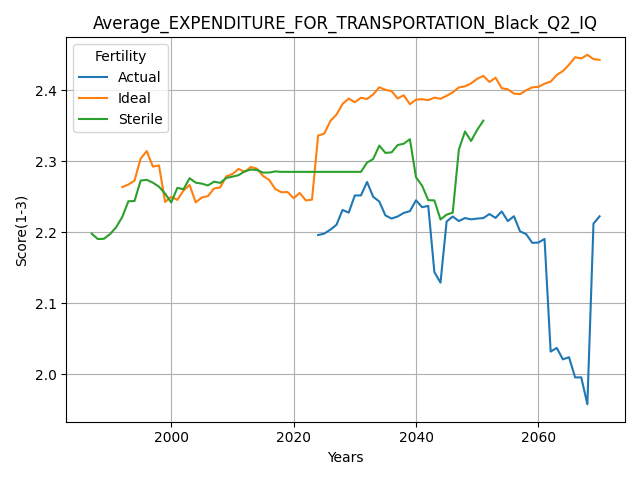 Average_EXPENDITURE_FOR_TRANSPORTATION_Black_Q2_IQ
Fertility
Actual
Ideal
Sterile
Score(1-3)
2.4
2.3
2.2
2.1
2.0
2000
2020
2040
2060
Years